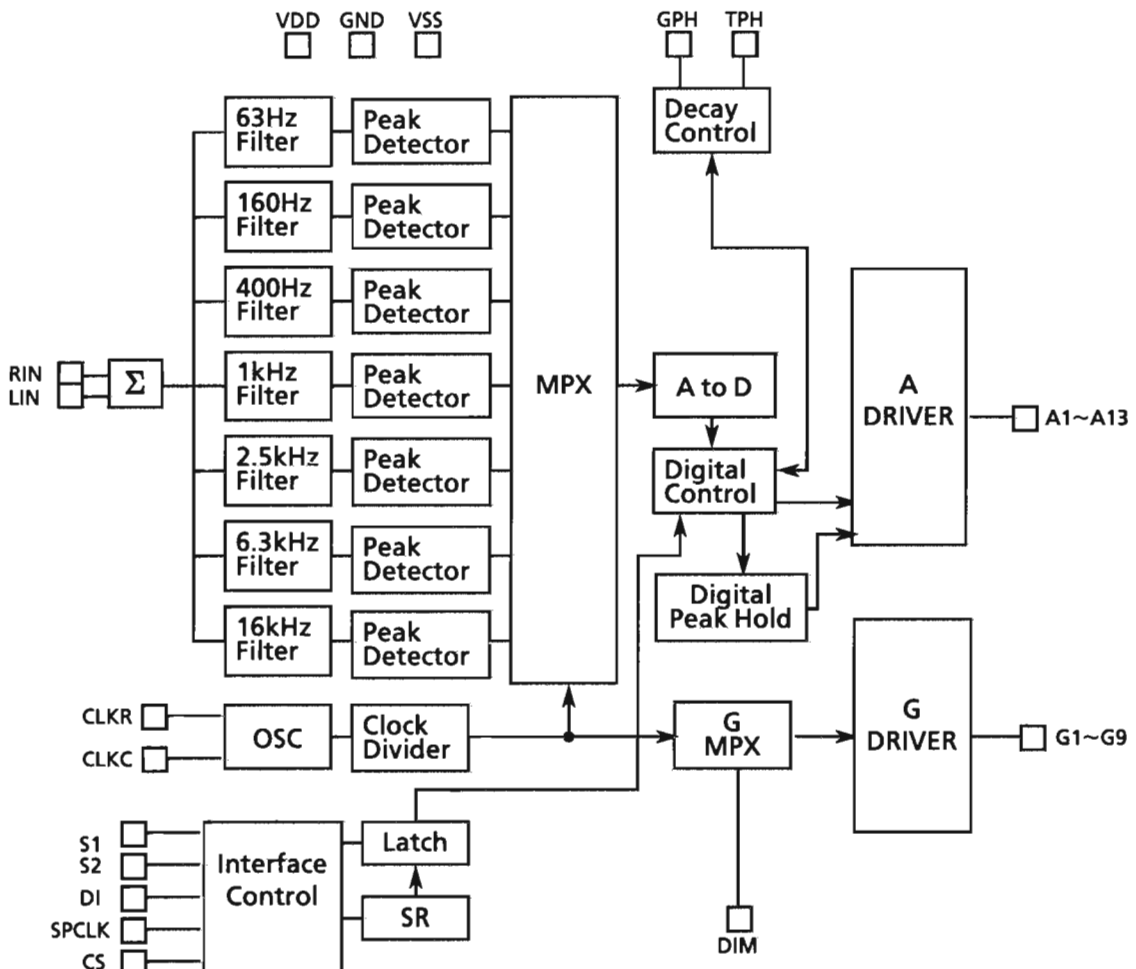 VDD GND VSS GPH TPH
Decay
Control
63Hz
Filter
Peak
Detector
160Hz
Filter
Peak
Detector
400Hz
Filter
Peak
Detector
RIN
LIN
Σ
1kHz
Filter
Peak
Detector
MPX
A to D
A
DRIVER
A1~A13
2.5kHz
Filter
Peak
Detector
Digital
Control
6.3kHz
Filter
Peak
Detector
Digital
Peak Hold
16kHz
Filter
Peak
Detector
CLKR
CLKC
OSC
Clock
Divider
G
MPX
G
DRIVER
G1~G9
S1
S2
DI
SPCLK
CS
Interface
Control
Latch
SR
DIM